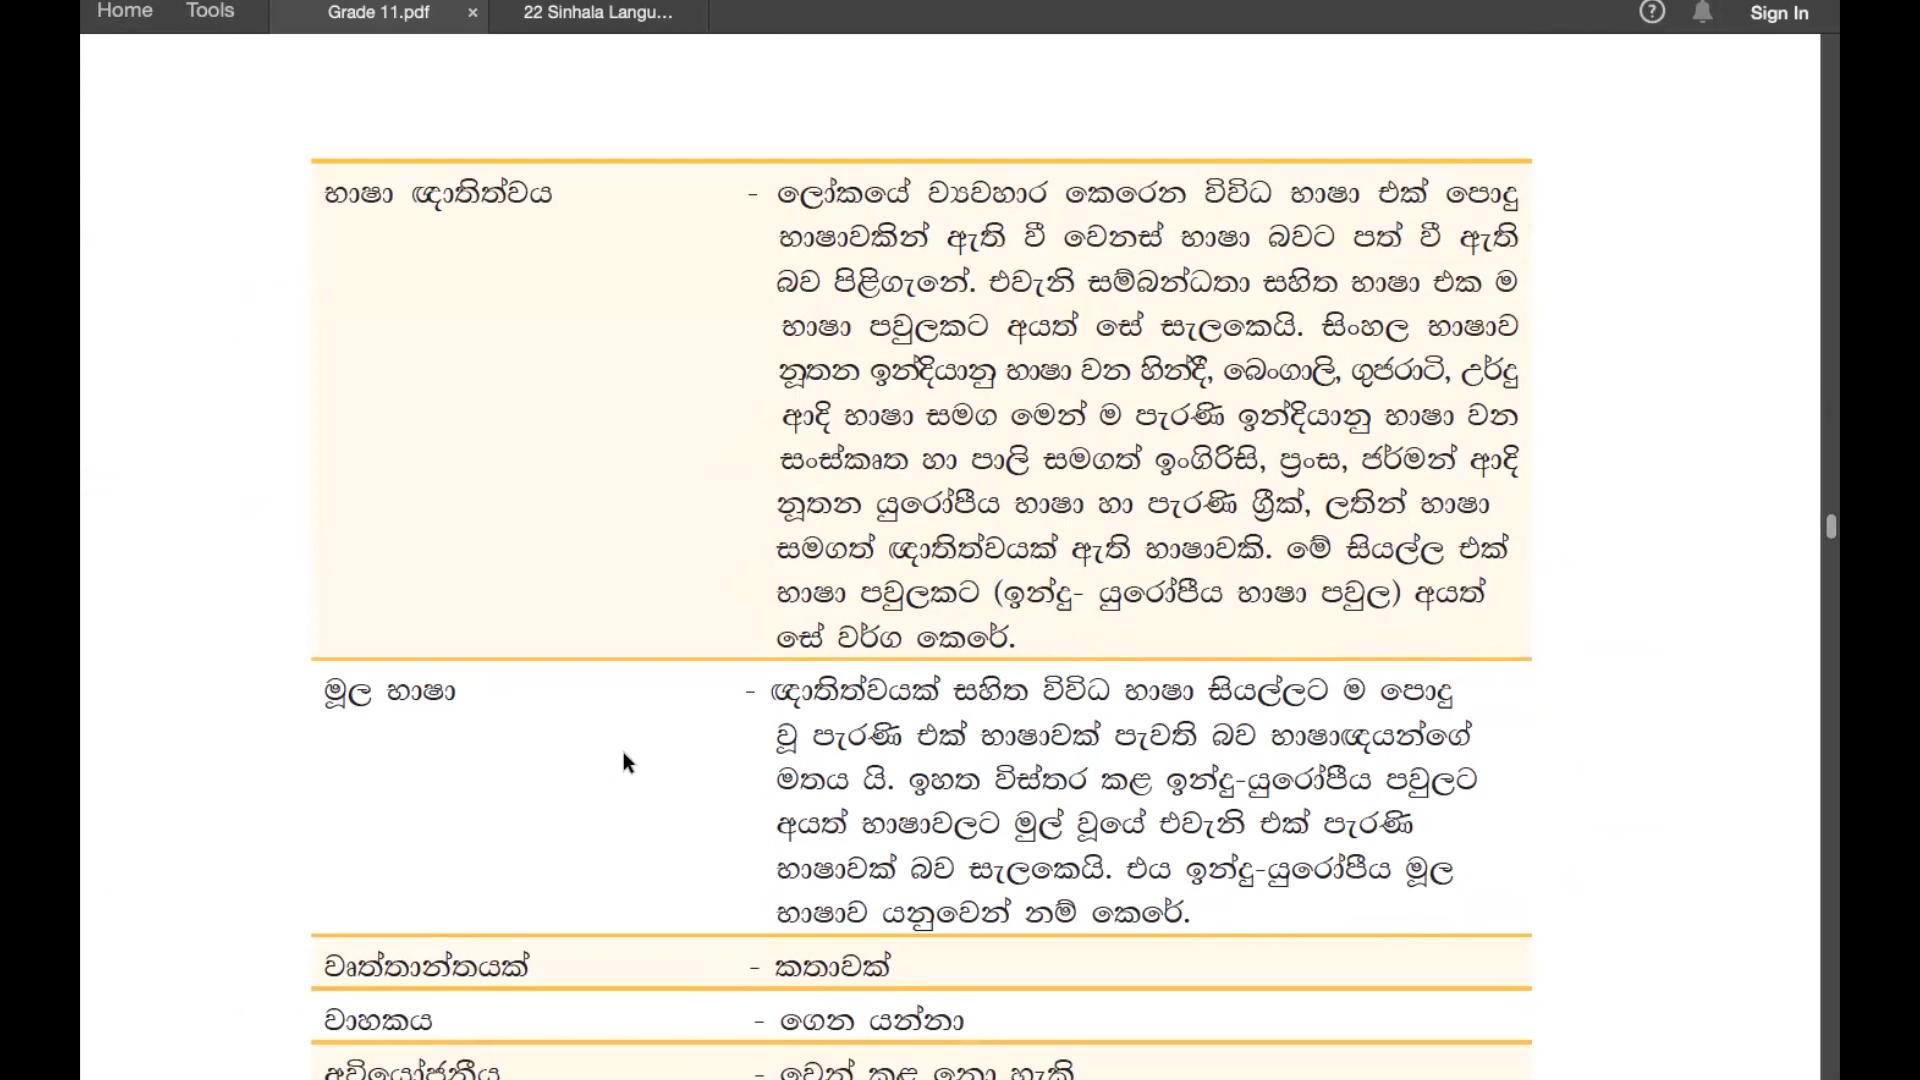 Home Tools Grade 11.pdf × 22 Sinhala Langu... ? Sign In
භාෂා ඥාතිත්වය - ලෝකයේ ව්‍යවහාර කෙරෙන විවිධ භාෂා එක් පොදු
භාෂාවකින් ඇති වී වෙනස් භාෂා බවට පත් වී ඇති
බව පිළිගැනේ. එවැනි සම්බන්ධතා සහිත භාෂා එක ම
භාෂා පවුලකට අයත් සේ සැලකෙයි. සිංහල භාෂාව
නූතන ඉන්දියානු භාෂා වන හින්දී, බෙංගාලි, ගුජරාටි, උර්දු
ආදි භාෂා සමග මෙන් ම පැරණි ඉන්දියානු භාෂා වන
සංස්කෘත හා පාලි සමගත් ඉංගිරිසි, ප්‍රංස, ජර්මන් ආදි
නූතන යුරෝපීය භාෂා හා පැරණි ග්‍රීක්, ලතින් භාෂා
සමගත් ඥාතිත්වයක් ඇති භාෂාවකි. මේ සියල්ල එක්
භාෂා පවුලකට (ඉන්දු- යුරෝපීය භාෂා පවුල) අයත්
සේ වර්ග කෙරේ.
මූල භාෂා - ඥාතිත්වයක් සහිත විවිධ භාෂා සියල්ලට ම පොදු
වූ පැරණි එක් භාෂාවක් පැවති බව භාෂාඥයන්ගේ
මතය යි. ඉහත විස්තර කළ ඉන්දු-යුරෝපීය පවුලට
අයත් භාෂාවලට මුල් වූයේ එවැනි එක් පැරණි
භාෂාවක් බව සැලකෙයි. එය ඉන්දු-යුරෝපීය මූල
භාෂාව යනුවෙන් නම් කෙරේ.
වෘත්තාන්තයක් - කතාවක්
වාහකය - ගෙන යන්නා
අවියෝජනීය - වෙන් කළ නො හැකි